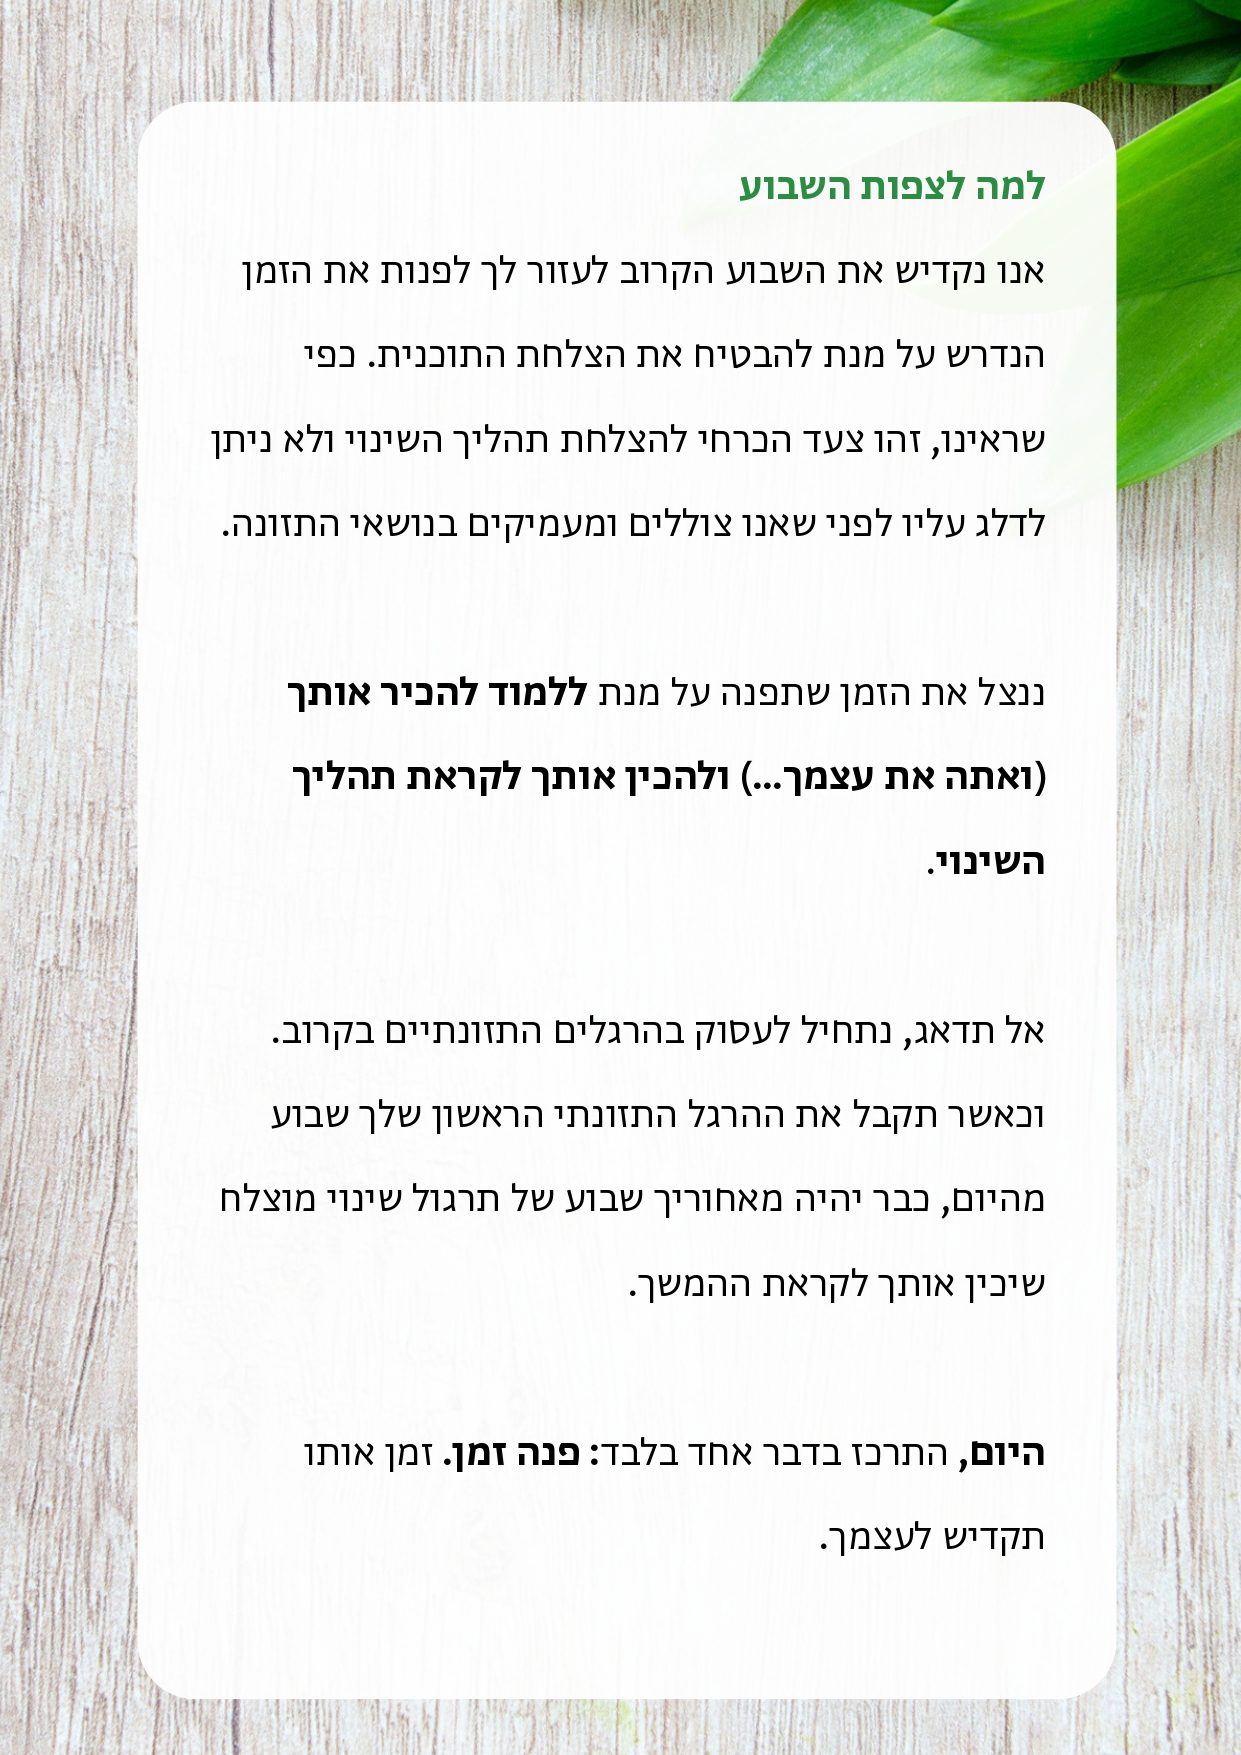 למה לצפות השבוע
אנו נקדיש את השבוע הקרוב לעזור לך לפנות את הזמן
הנדרש על מנת להבטיח את הצלחת התוכנית. כפי
שראינו, זהו צעד הכרחי להצלחת תהליך השינוי ולא ניתן
לדלג עליו לפני שאנו צוללים ומעמיקים בנושאי התזונה.
ננצל את הזמן שתפנה על מנת ללמוד להכיר אותך
(ואתה את עצמך...) ולהכין אותך לקראת תהליך
השינוי.
אל תדאג, נתחיל לעסוק בהרגלים התזונתיים בקרוב.
וכאשר תקבל את ההרגל התזונתי הראשון שלך שבוע
מהיום, כבר יהיה מאחוריך שבוע של תרגול שינוי מוצלח
שיכין אותך לקראת ההמשך.
היום, התרכז בדבר אחד בלבד: פנה זמן. זמן אותו
תקדיש לעצמך.